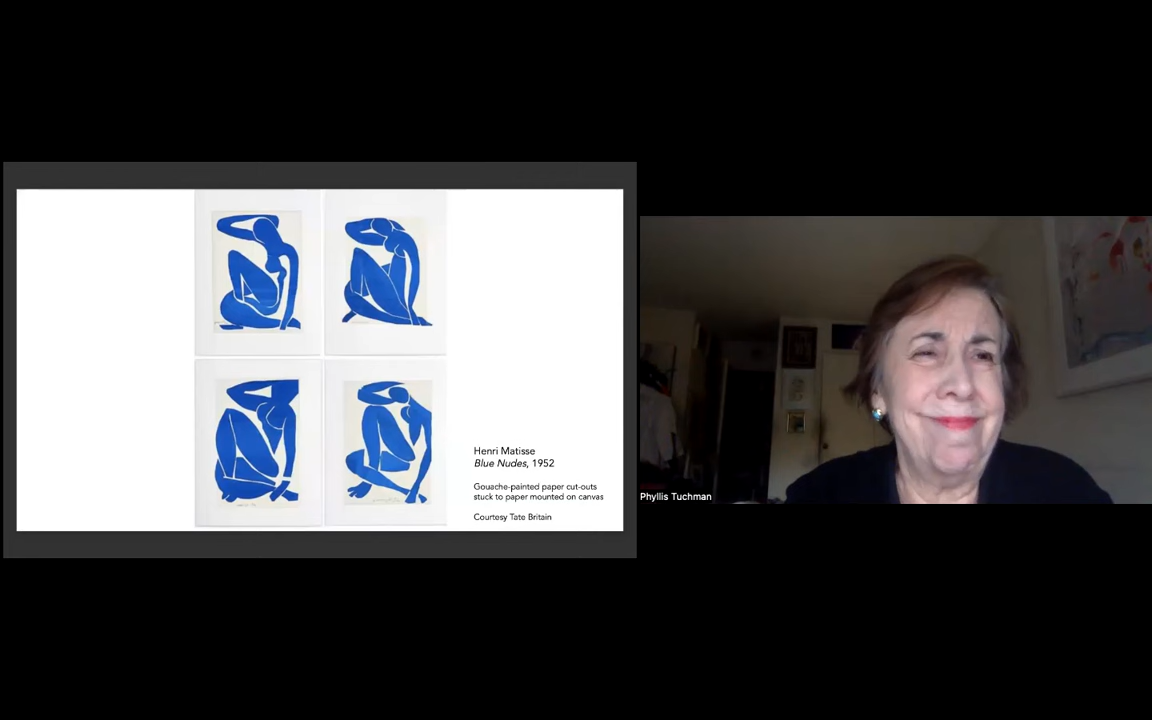 Henri Matisse
Blue Nudes, 1952
Gouache-painted paper cut-outs
stuck to paper mounted on canvas
Courtesy Tate Britain
Phyllis Tuchman